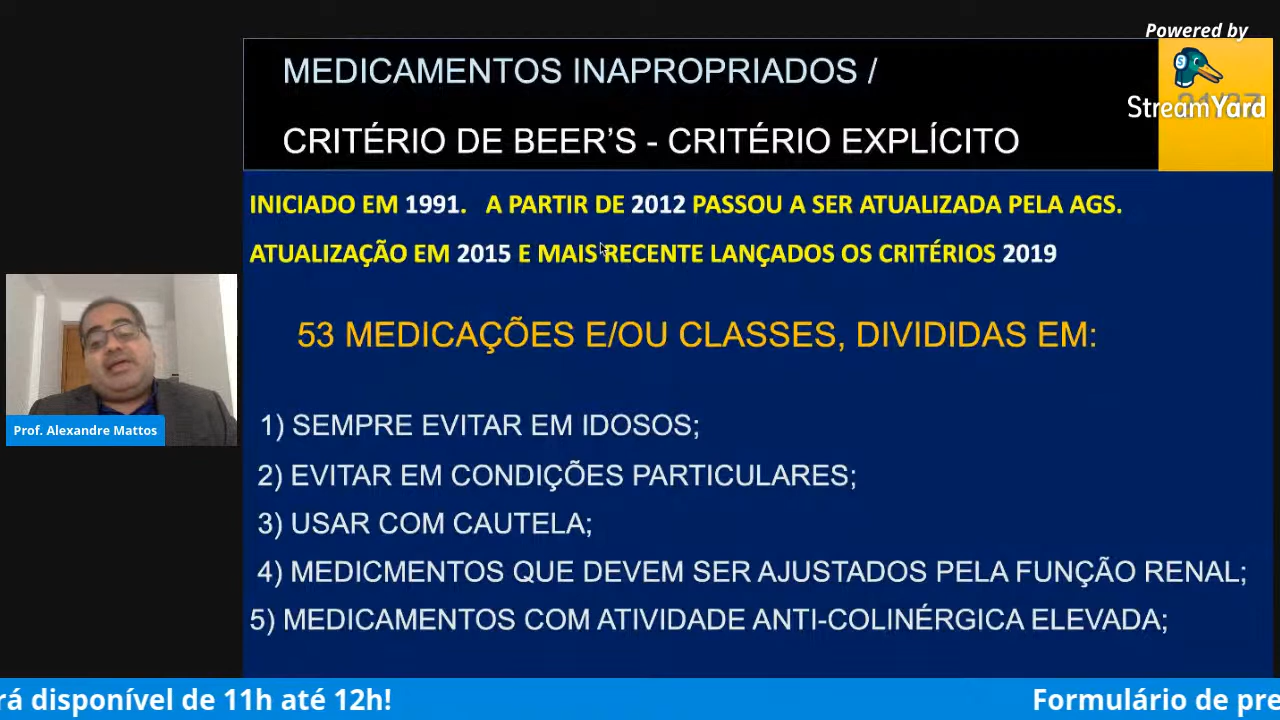 Powered by
StreamYard
MEDICAMENTOS INAPROPRIADOS /
CRITÉRIO DE BEER’S - CRITÉRIO EXPLÍCITO
INICIADO EM 1991. A PARTIR DE 2012 PASSOU A SER ATUALIZADA PELA AGS.
ATUALIZAÇÃO EM 2015 E MAIS RECENTE LANÇADOS OS CRITÉRIOS 2019
53 MEDICAÇÕES E/OU CLASSES, DIVIDIDAS EM:
1) SEMPRE EVITAR EM IDOSOS;
2) EVITAR EM CONDIÇÕES PARTICULARES;
3) USAR COM CAUTELA;
4) MEDICMENTOS QUE DEVEM SER AJUSTADOS PELA FUNÇÃO RENAL;
5) MEDICAMENTOS COM ATIVIDADE ANTI-COLINÉRGICA ELEVADA;
Prof. Alexandre Mattos
rá disponível de 11h até 12h! Formulário de pre